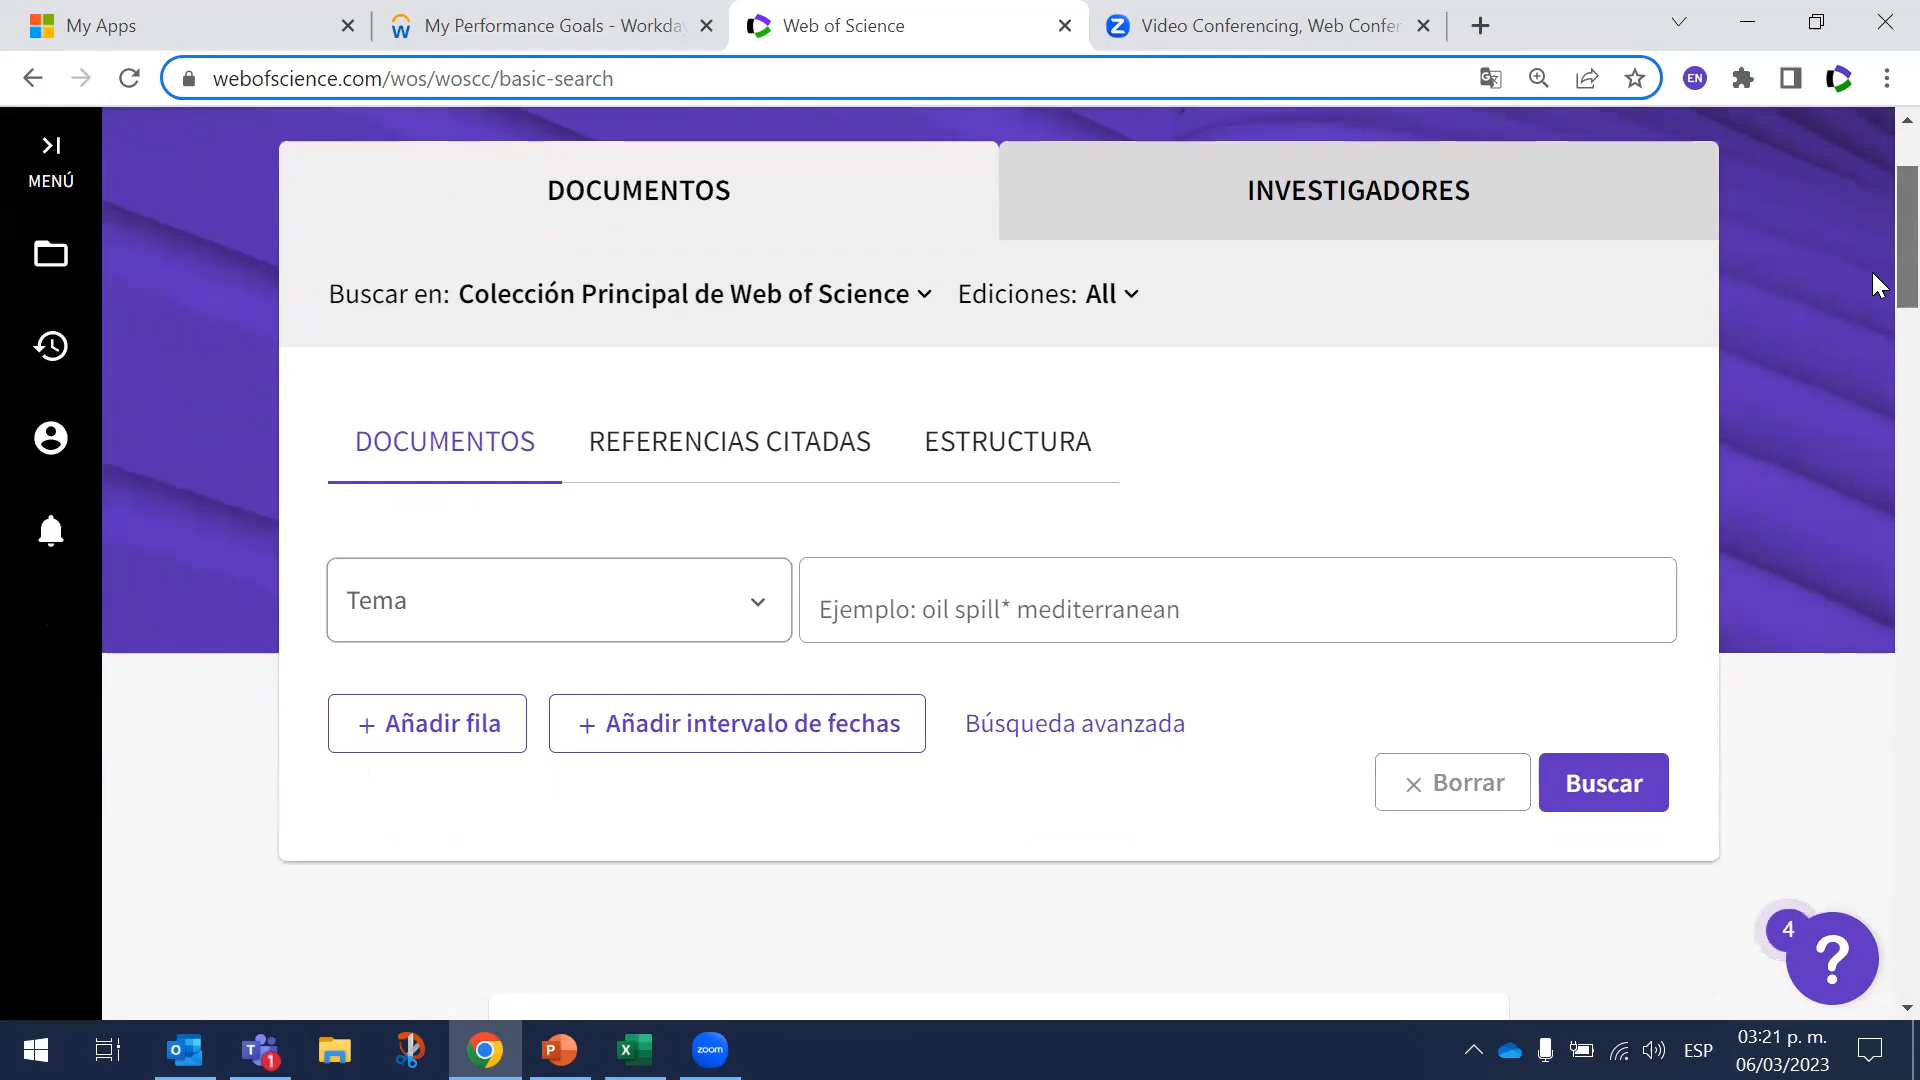 My Apps
My Performance Goals - Workda
Web of Science
Video Conferencing, Web Confer
webofscience.com/wos/woscc/basic-search
EN
MENÚ
DOCUMENTOS
INVESTIGADORES
Buscar en: Colección Principal de Web of Science
Ediciones: All
DOCUMENTOS
REFERENCIAS CITADAS
ESTRUCTURA
Tema
Ejemplo: oil spill* mediterranean
+ Añadir fila
+ Añadir intervalo de fechas
Búsqueda avanzada
× Borrar
Buscar
4
?
1
zoom
ESP
03:21 p. m.
06/03/2023